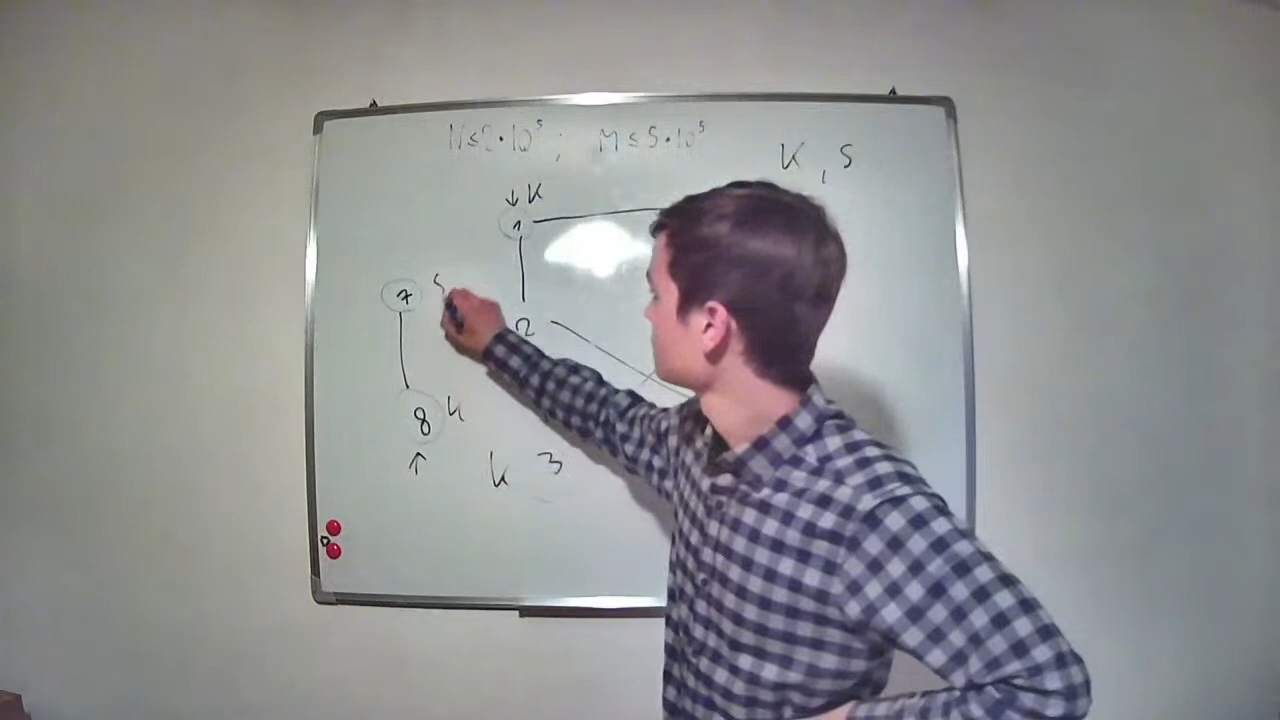 N≤2·10⁵; M≤5·10⁵
K, S
↓K
1
7 S
2
8 k
↑
k 3